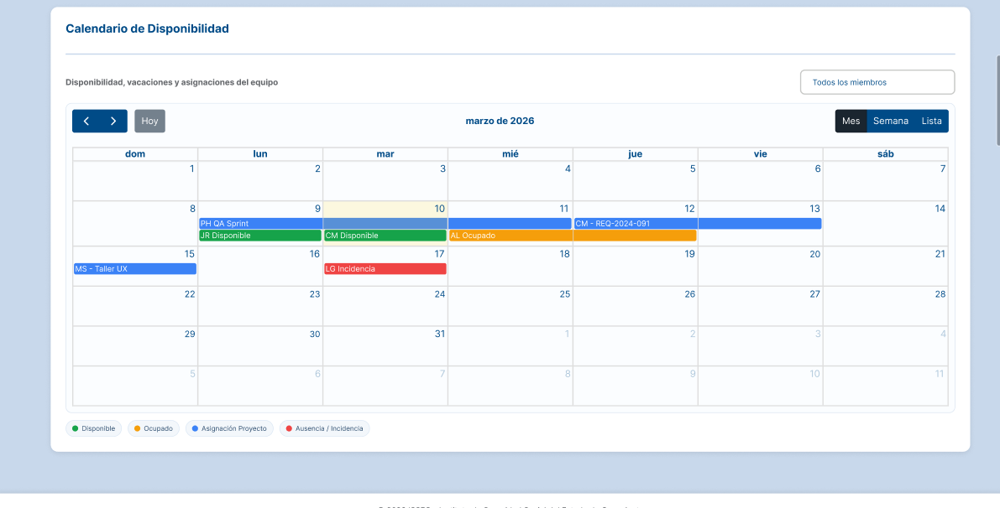 Calendario de Disponibilidad
Disponibilidad, vacaciones y asignaciones del equipo
Todos los miembros
Hoy
marzo de 2026
Mes Semana Lista
dom lun mar mié jue vie sáb
1 2 3 4 5 6 7
8 9 10 11 12 13 14
PH QA Sprint CM - REQ-2024-091
JR Disponible CM Disponible AL Ocupado
15 16 17 18 19 20 21
MS - Taller UX LG Incidencia
22 23 24 25 26 27 28
29 30 31 1 2 3 4
5 6 7 8 9 10 11
Disponible Ocupado Asignación Proyecto Ausencia / Incidencia